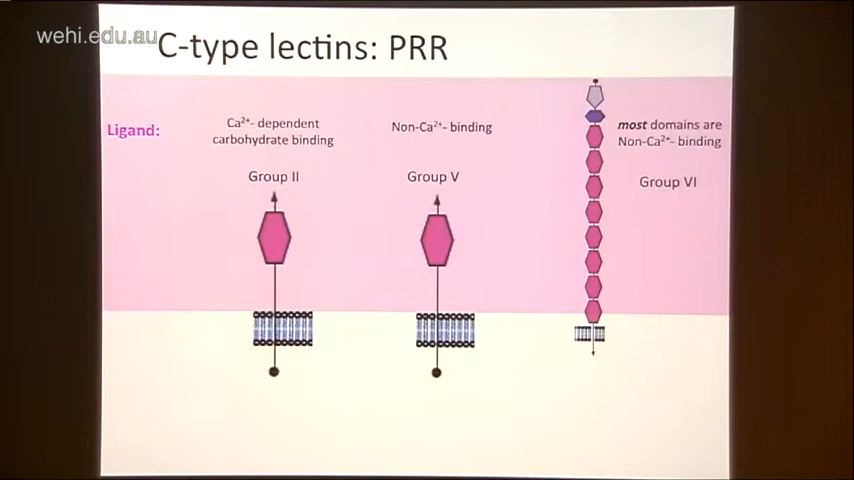 wehi.edu.au
C-type lectins: PRR
Ligand:
Ca²⁺- dependent
carbohydrate binding
Non-Ca²⁺- binding
most domains are
Non-Ca²⁺- binding
Group II
Group V
Group VI